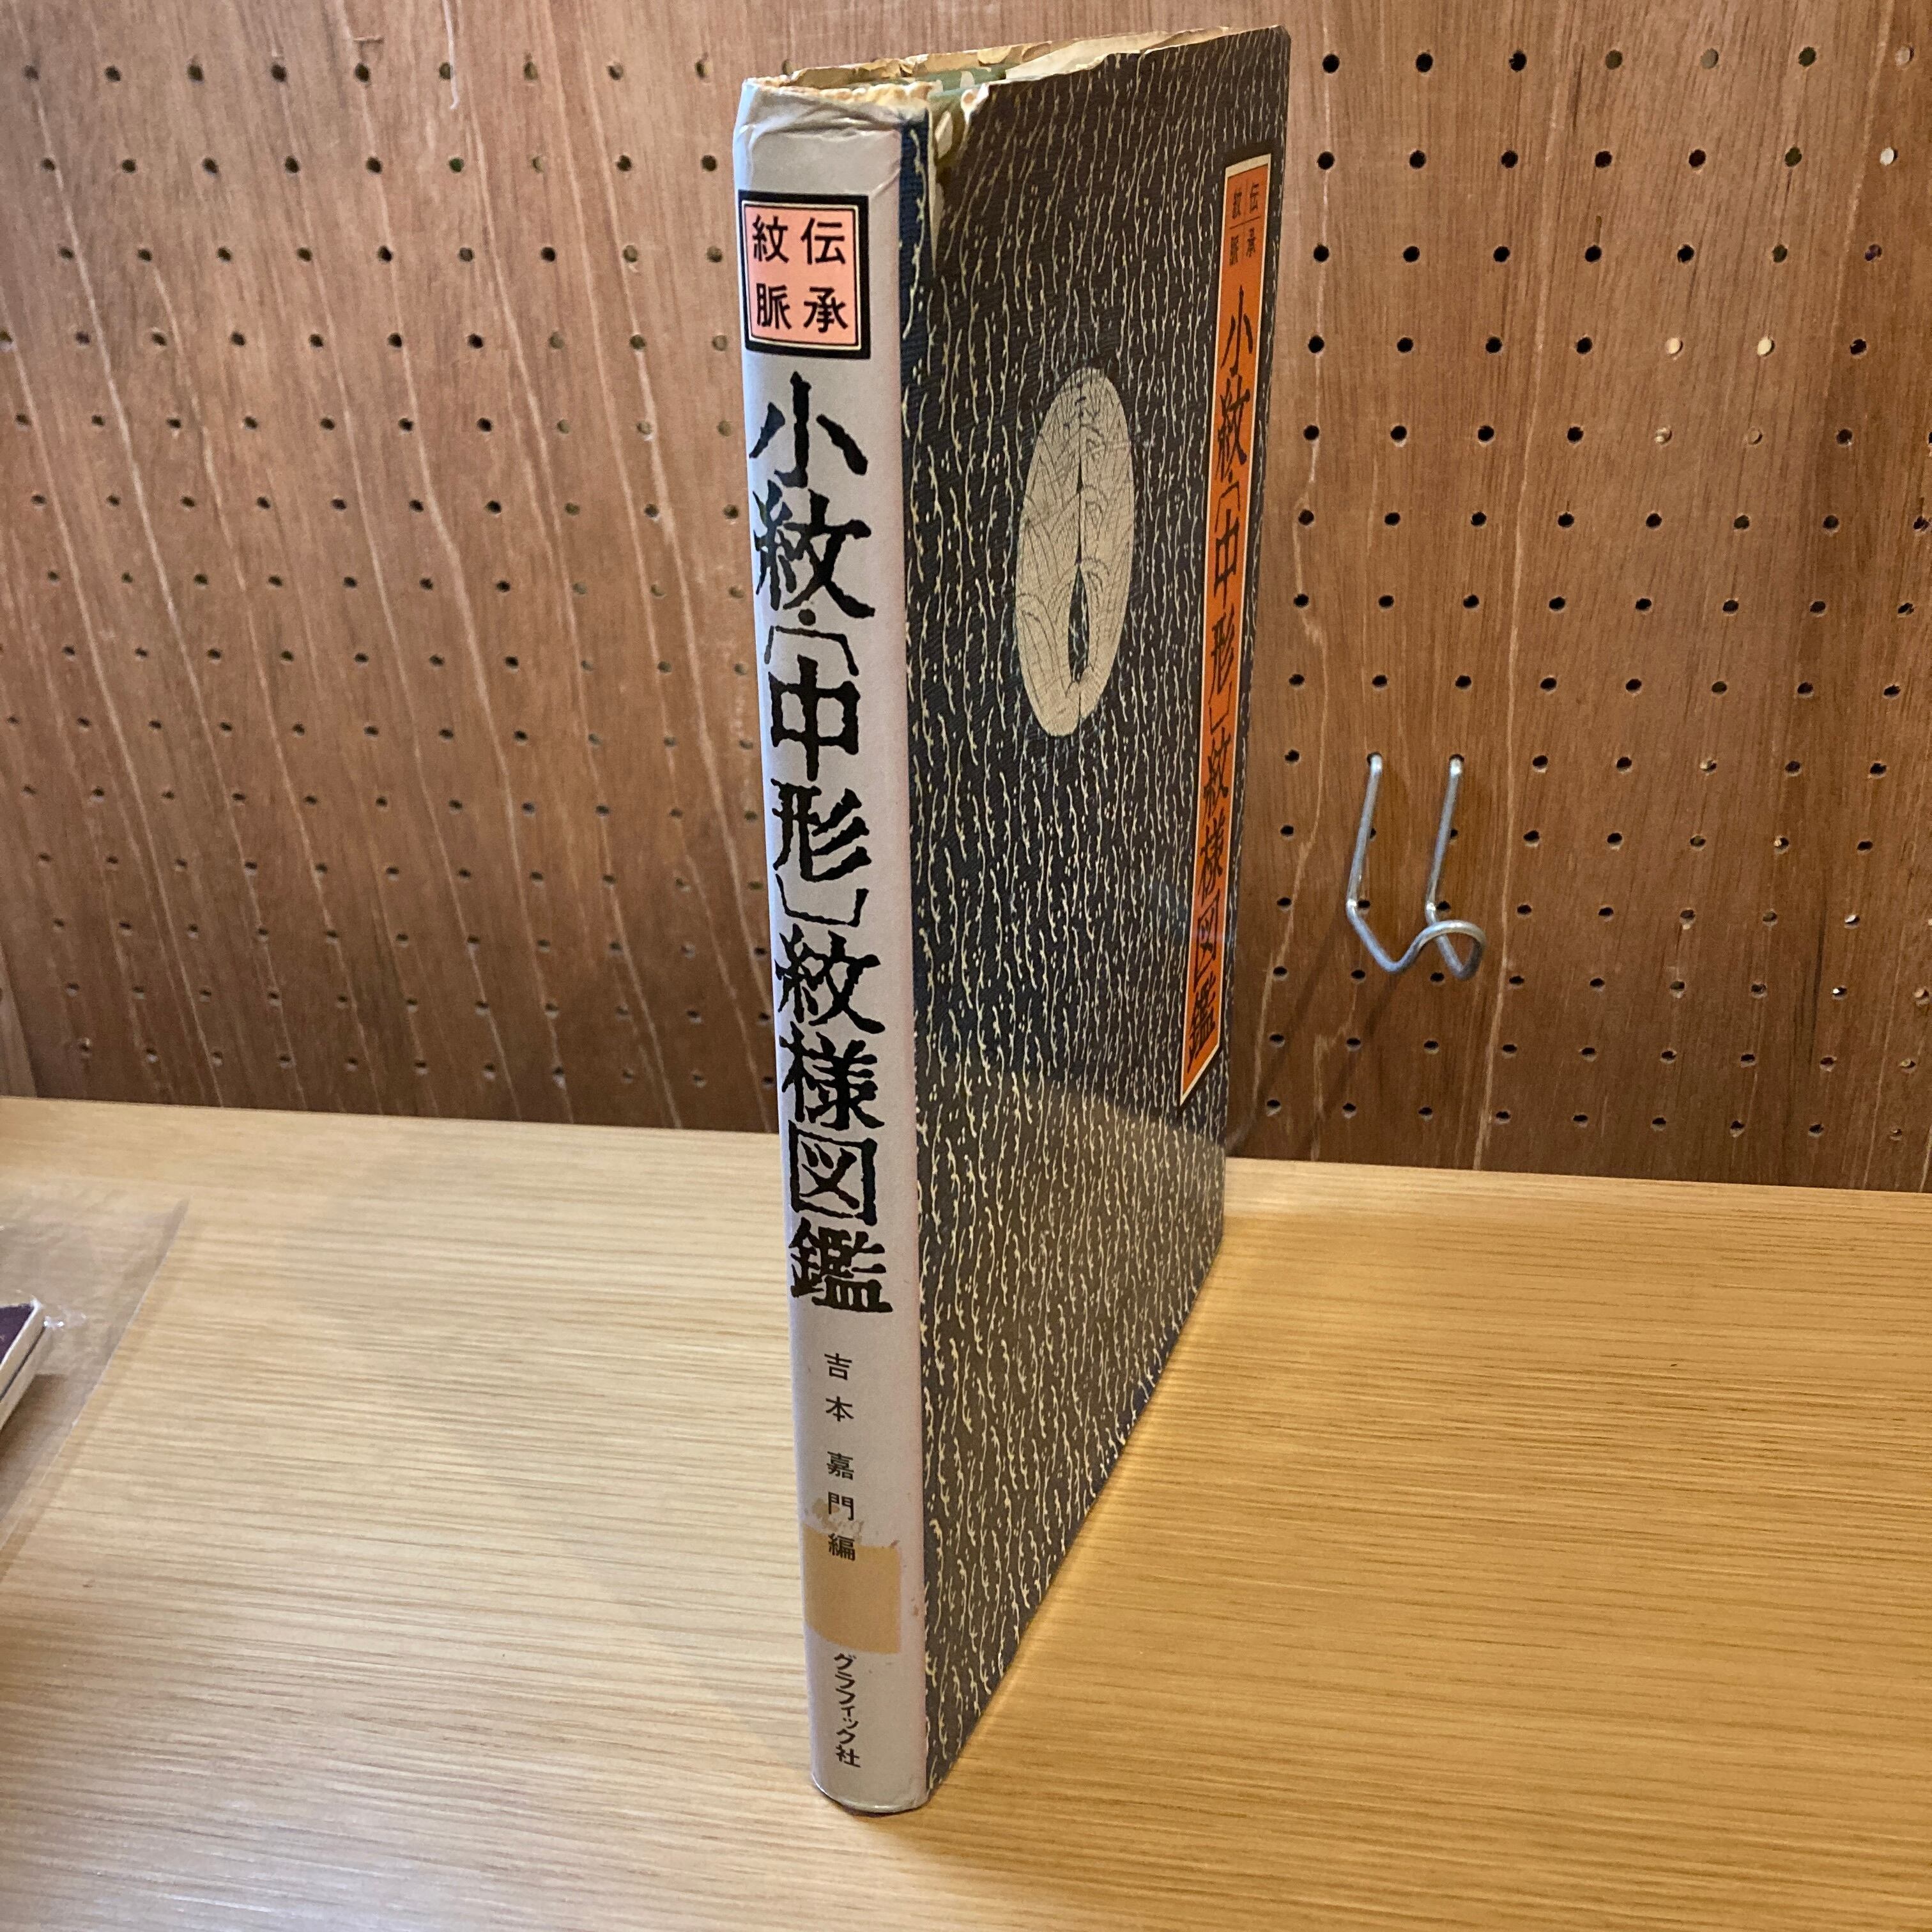 伝承
紋脈
小紋・〔中形〕紋様図鑑
吉本嘉門編
グラフィック社
伝承
紋脈
小紋・〔中形〕紋様図鑑